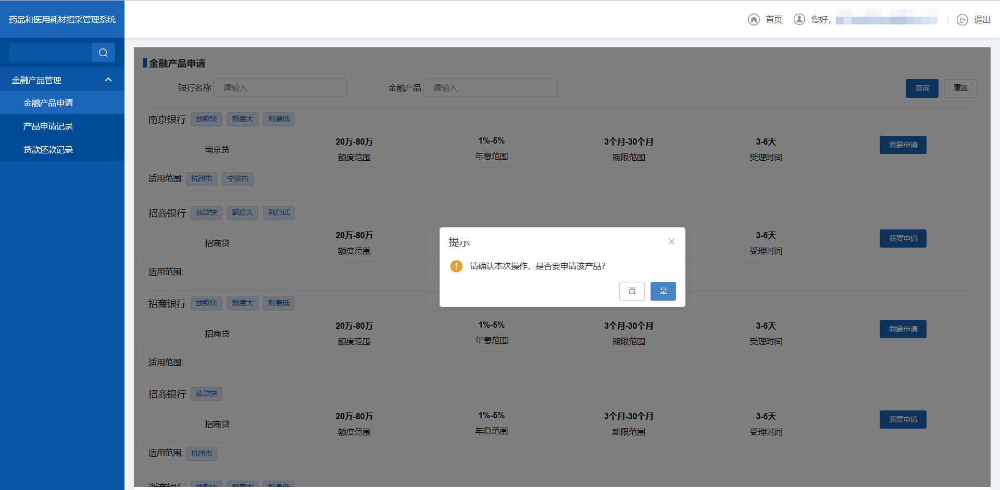 药品和医用耗材招采管理系统
首页
您好,
退出
金融产品管理
金融产品申请
产品申请记录
贷款还款记录
金融产品申请
银行名称 请输入 金融产品 请输入 查询 重置
南京银行 放款快 额度大 利息低
南京贷 20万-80万 1%-5% 3个月-30个月 3-6天 我要申请
额度范围 年息范围 期限范围 受理时间
适用范围: 杭州市 宁波市
招商银行 放款快 额度大 利息低
招商贷 20万-80万 3-6天 我要申请
额度范围 受理时间
适用范围:
提示
请确认本次操作，是否要申请该产品?
否 是
招商银行 放款快 额度大 利息低
招商贷 20万-80万 1%-5% 3个月-30个月 3-6天 我要申请
额度范围 年息范围 期限范围 受理时间
适用范围:
招商银行 放款快
招商贷 20万-80万 1%-5% 3个月-30个月 3-6天 我要申请
额度范围 年息范围 期限范围 受理时间
适用范围: 杭州市
浙商银行 放款快 额度大 利息低